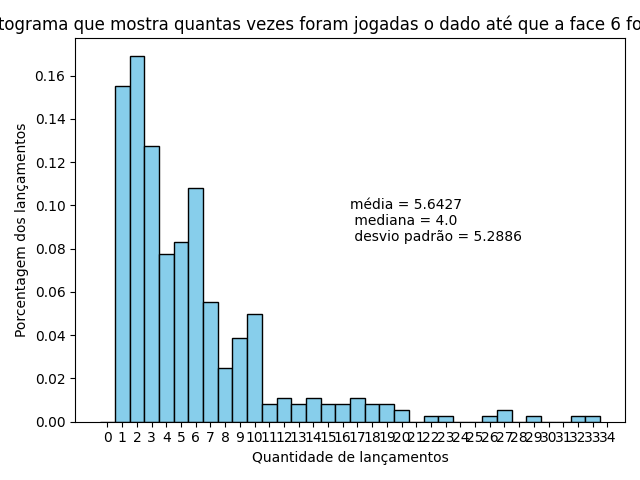 tograma que mostra quantas vezes foram jogadas o dado até que a face 6 fo
Porcentagem dos lançamentos
0.16
0.14
0.12
0.10
0.08
0.06
0.04
0.02
0.00
média = 5.6427
mediana = 4.0
desvio padrão = 5.2886
0 1 2 3 4 5 6 7 8 9 10 11 12 13 14 15 16 17 18 19 20 21 22 23 24 25 26 27 28 29 30 31 32 33 34
Quantidade de lançamentos